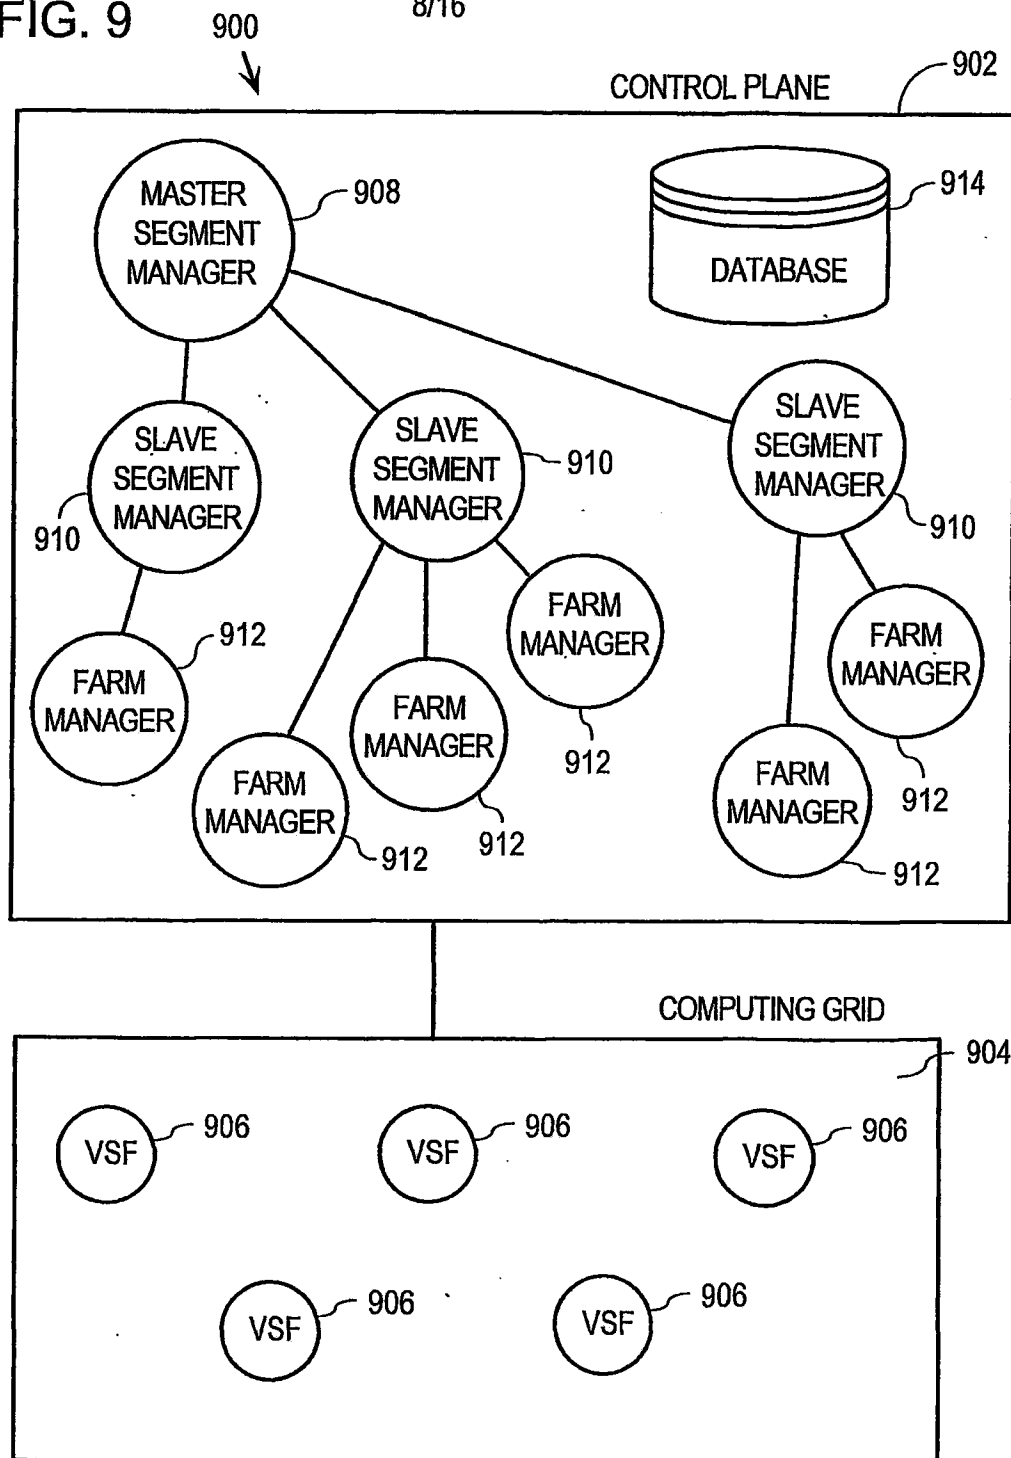 FIG. 9
8/16
900
CONTROL PLANE
902
MASTER
SEGMENT
MANAGER
908
914
DATABASE
SLAVE
SEGMENT
MANAGER
910
SLAVE
SEGMENT
MANAGER
910
SLAVE
SEGMENT
MANAGER
910
FARM
MANAGER
912
FARM
MANAGER
912
FARM
MANAGER
912
FARM
MANAGER
912
FARM
MANAGER
912
FARM
MANAGER
912
COMPUTING GRID
904
VSF
906
VSF
906
VSF
906
VSF
906
VSF
906